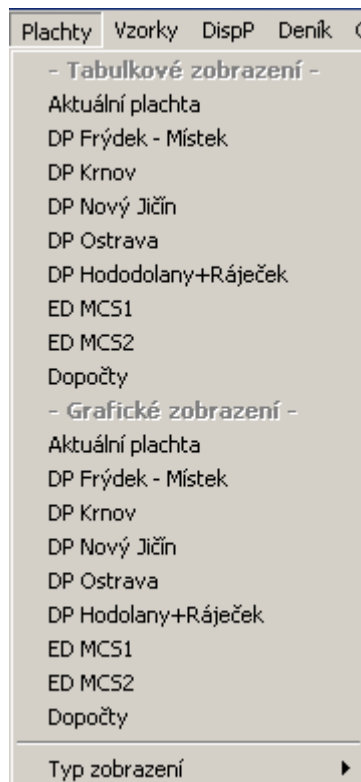 Plachty Vzorky DispP Deník
- Tabulkové zobrazení -
Aktuální plachta
DP Frýdek - Místek
DP Krnov
DP Nový Jičín
DP Ostrava
DP Hododolany+Ráječek
ED MCS1
ED MCS2
Dopočty
- Grafické zobrazení -
Aktuální plachta
DP Frýdek - Místek
DP Krnov
DP Nový Jičín
DP Ostrava
DP Hodolany+Ráječek
ED MCS1
ED MCS2
Dopočty
Typ zobrazení